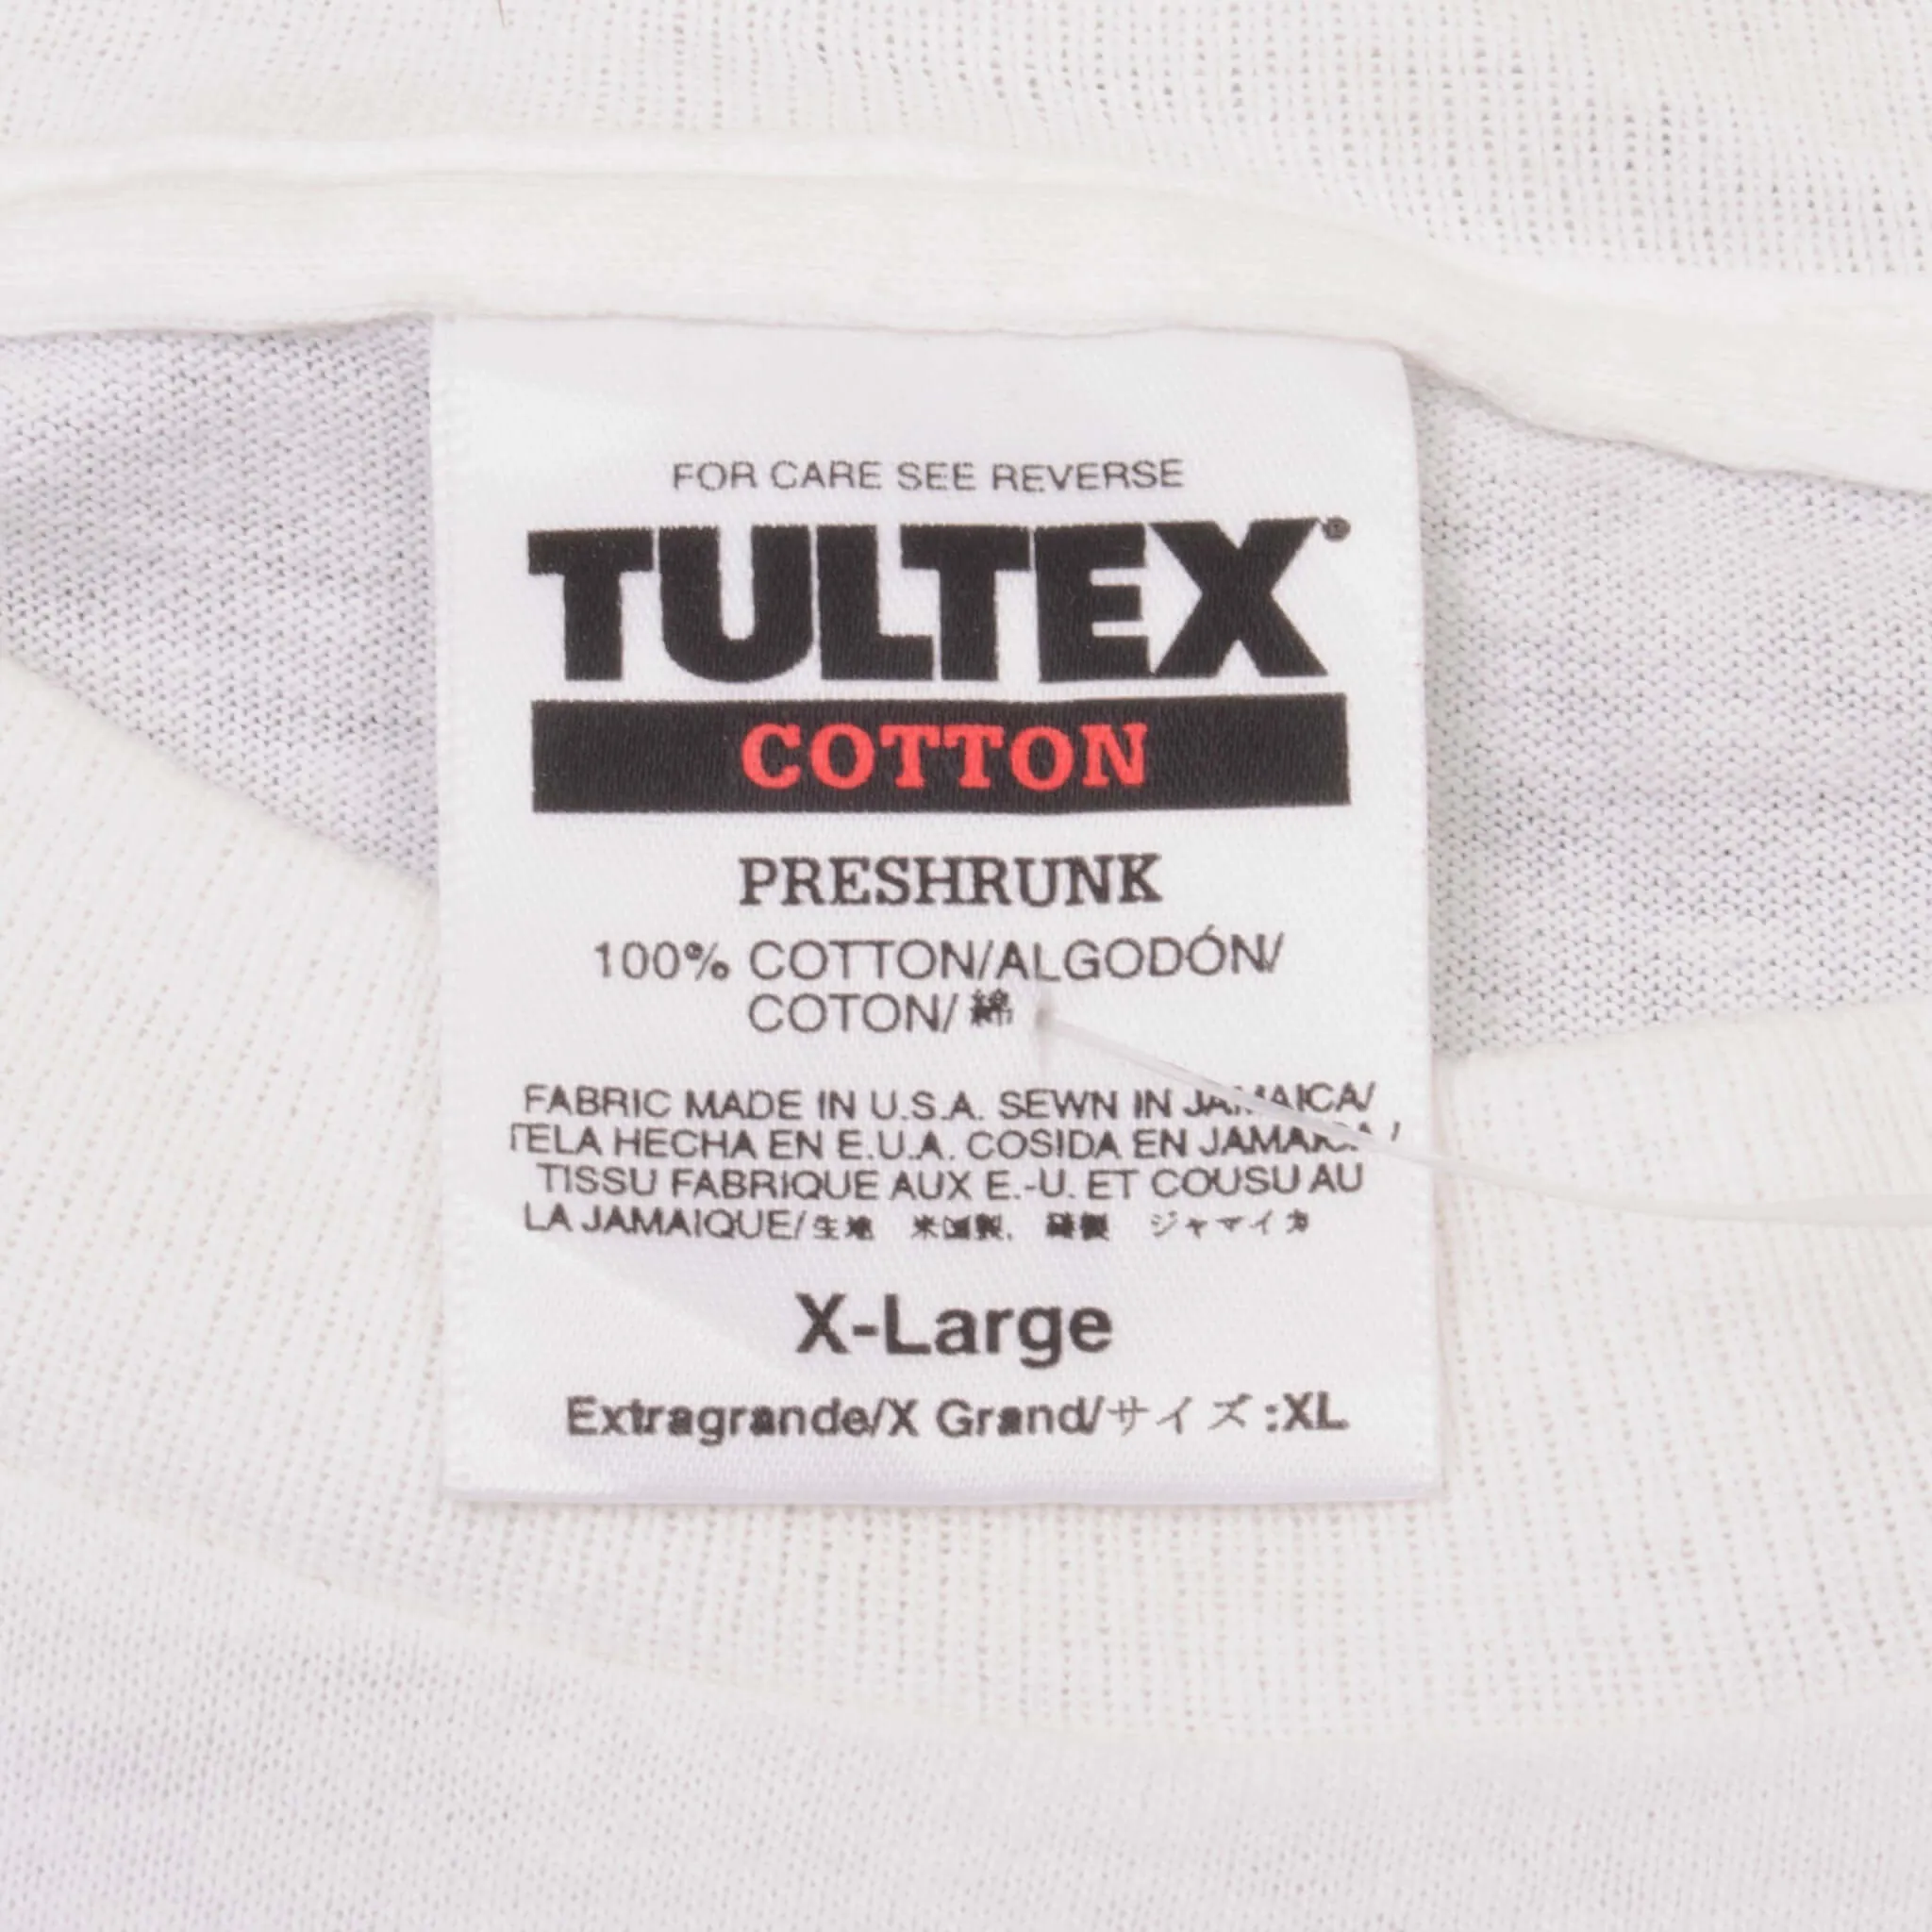 FOR CARE SEE REVERSE
TULTEX®
COTTON
PRESHRUNK
100% COTTON/ALGODÓN/
COTON/綿
FABRIC MADE IN U.S.A. SEWN IN JAMAICA/
TELA HECHA EN E.U.A. COSIDA EN JAMAICA/
TISSU FABRIQUE AUX E.-U. ET COUSU AU
LA JAMAIQUE/生地 米国製. 縫製 ジャマイカ
X-Large
Extragrande/X Grand/サイズ:XL